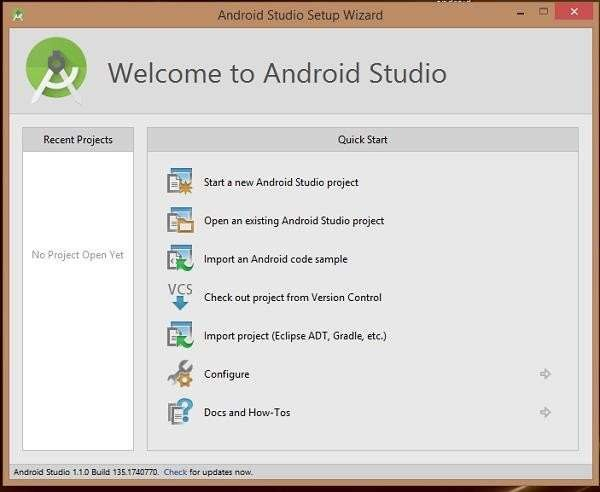 Android Studio Setup Wizard
Welcome to Android Studio
Recent Projects
No Project Open Yet
Quick Start
Start a new Android Studio project
Open an existing Android Studio project
Import an Android code sample
VCS
Check out project from Version Control
Import project (Eclipse ADT, Gradle, etc.)
Configure
Docs and How-Tos
Android Studio 1.1.0 Build 135.1740770. Check for updates now.